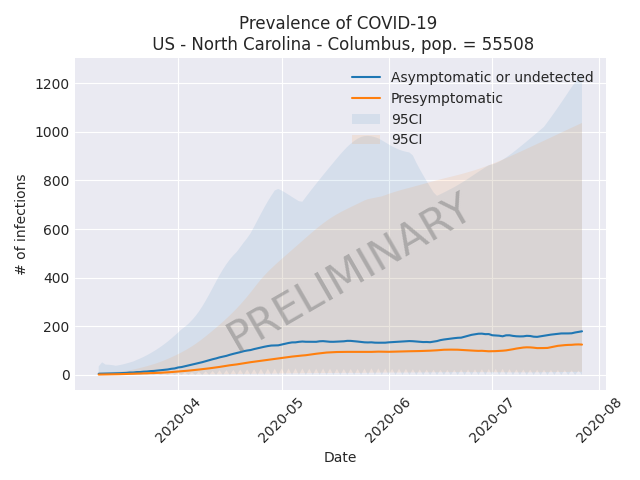 Prevalence of COVID-19
US - North Carolina - Columbus, pop. = 55508
Asymptomatic or undetected
Presymptomatic
95CI
95CI
1200
1000
800
600
400
200
0
# of infections
PRELIMINARY
2020-04
2020-05
2020-06
2020-07
2020-08
Date